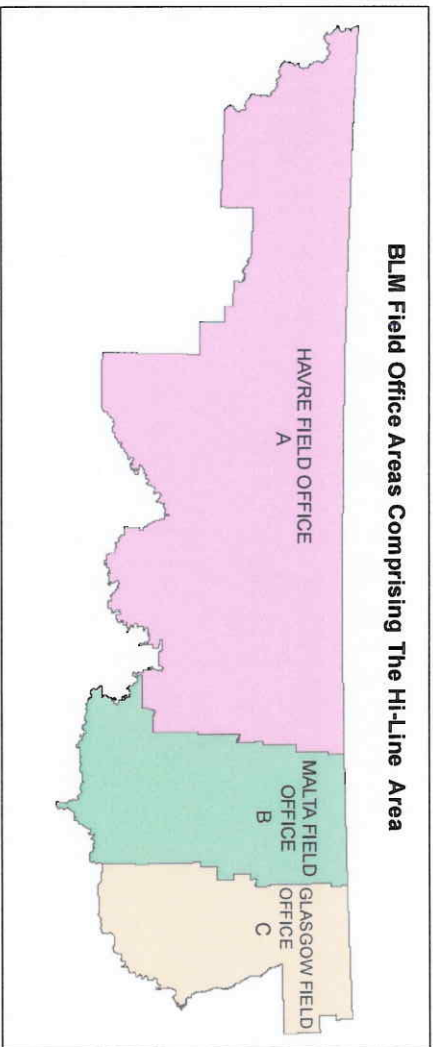 BLM Field Office Areas Comprising The Hi-Line Area
HAVRE FIELD OFFICE
A
MALTA FIELD
OFFICE
B
GLASGOW FIELD
OFFICE
C